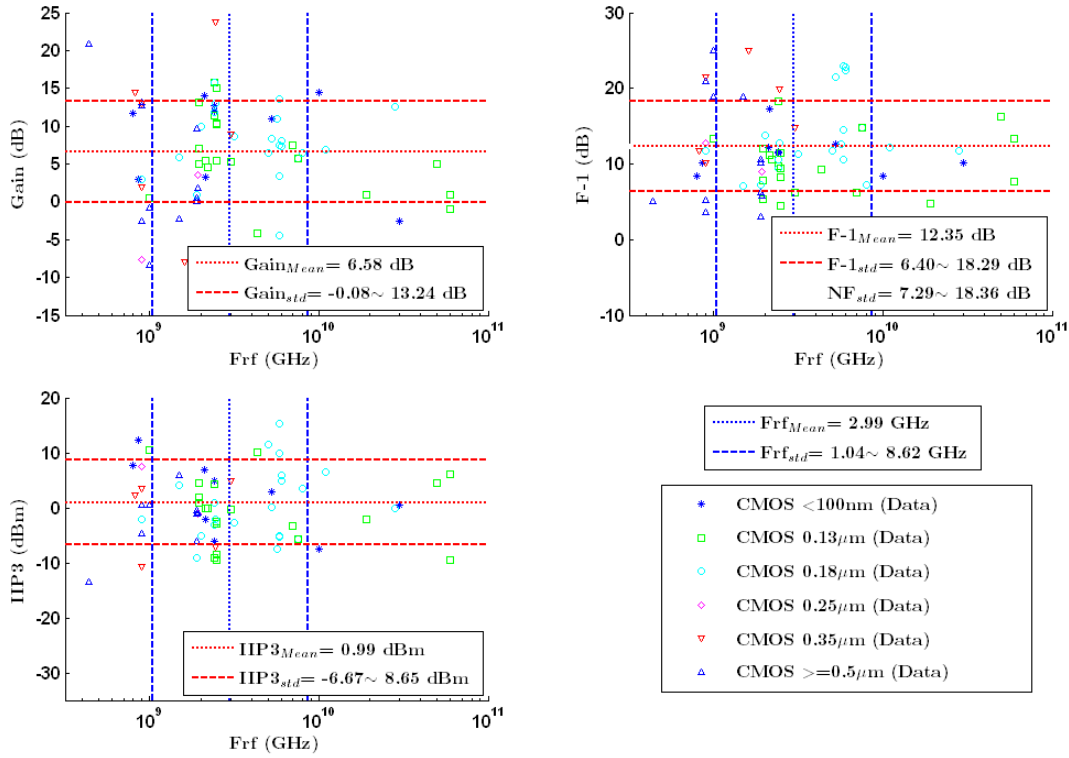 25
20
15
10
5
0
-5
-10
-15
Gain (dB)
10^9
10^10
10^11
Frf (GHz)
Gain_Mean= 6.58 dB
Gain_std= -0.08~ 13.24 dB
30
20
10
0
-10
F-1 (dB)
10^9
10^10
10^11
Frf (GHz)
F-1_Mean= 12.35 dB
F-1_std= 6.40~ 18.29 dB
NF_std= 7.29~ 18.36 dB
20
10
0
-10
-20
-30
IIP3 (dBm)
10^9
10^10
10^11
Frf (GHz)
IIP3_Mean= 0.99 dBm
IIP3_std= -6.67~ 8.65 dBm
Frf_Mean= 2.99 GHz
Frf_std= 1.04~ 8.62 GHz
CMOS <100nm (Data)
CMOS 0.13μm (Data)
CMOS 0.18μm (Data)
CMOS 0.25μm (Data)
CMOS 0.35μm (Data)
CMOS >=0.5μm (Data)